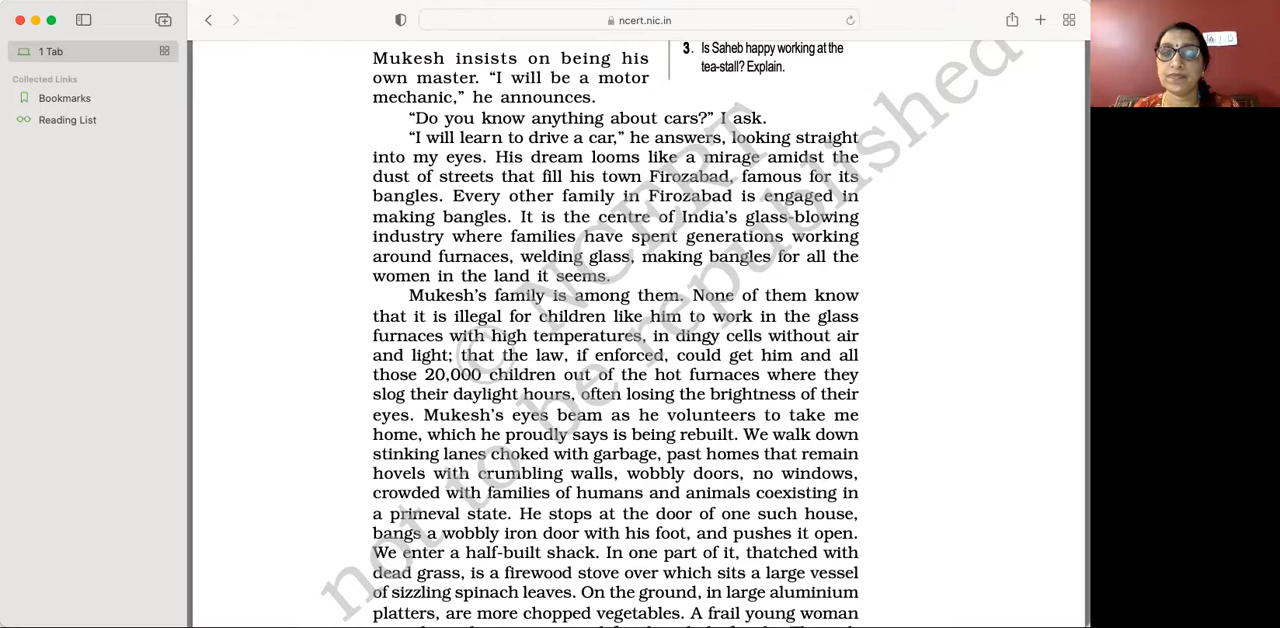 ncert.nic.in
1 Tab
Collected Links
Bookmarks
Reading List
Mukesh insists on being his
own master. “I will be a motor
mechanic,” he announces.
3. Is Saheb happy working at the
tea-stall? Explain.
“Do you know anything about cars?” I ask.
“I will learn to drive a car,” he answers, looking straight
into my eyes. His dream looms like a mirage amidst the
dust of streets that fill his town Firozabad, famous for its
bangles. Every other family in Firozabad is engaged in
making bangles. It is the centre of India’s glass-blowing
industry where families have spent generations working
around furnaces, welding glass, making bangles for all the
women in the land it seems.
Mukesh’s family is among them. None of them know
that it is illegal for children like him to work in the glass
furnaces with high temperatures, in dingy cells without air
and light; that the law, if enforced, could get him and all
those 20,000 children out of the hot furnaces where they
slog their daylight hours, often losing the brightness of their
eyes. Mukesh’s eyes beam as he volunteers to take me
home, which he proudly says is being rebuilt. We walk down
stinking lanes choked with garbage, past homes that remain
hovels with crumbling walls, wobbly doors, no windows,
crowded with families of humans and animals coexisting in
a primeval state. He stops at the door of one such house,
bangs a wobbly iron door with his foot, and pushes it open.
We enter a half-built shack. In one part of it, thatched with
dead grass, is a firewood stove over which sits a large vessel
of sizzling spinach leaves. On the ground, in large aluminium
platters, are more chopped vegetables. A frail young woman
© NCERT
not to be republished